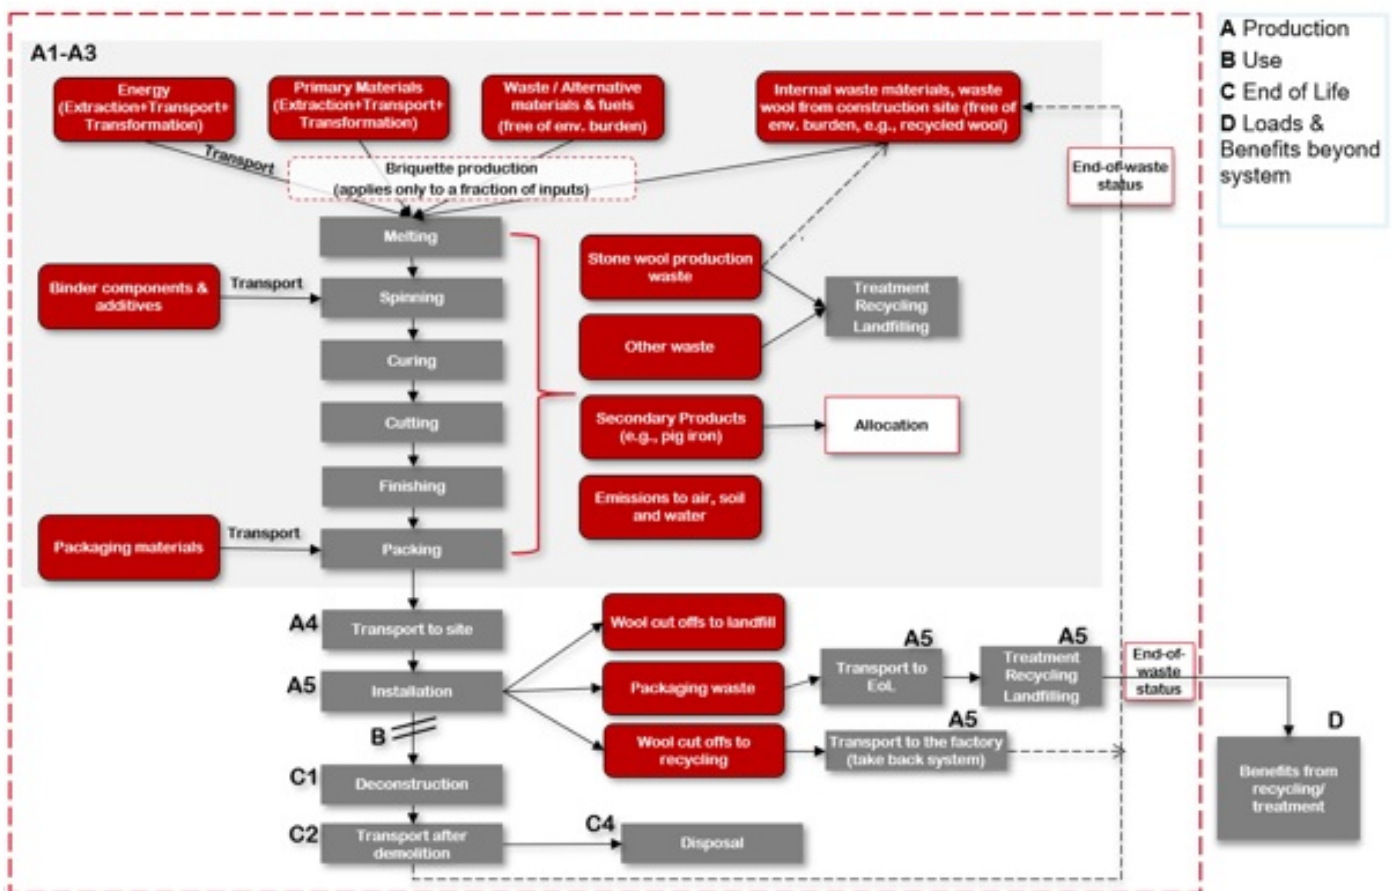 A1-A3
Energy
(Extraction+Transport+
Transformation)
Primary Materials
(Extraction+Transport+
Transformation)
Waste / Alternative
materials & fuels
(free of env. burden)
Internal waste materials, waste
wool from construction site (free of
env. burden, e.g., recycled wool)
A Production
B Use
C End of Life
D Loads &
Benefits beyond
system
Transport
Briquette production
(applies only to a fraction of inputs)
End-of-waste
status
Melting
Binder components &
additives
Transport
Spinning
Stone wool production
waste
Treatment
Recycling
Landfilling
Curing
Other waste
Cutting
Secondary Products
(e.g., pig iron)
Allocation
Finishing
Emissions to air, soil
and water
Packaging materials
Transport
Packing
A4
Transport to site
Wool cut offs to landfill
A5
Installation
Packaging waste
A5
Transport to
EoL
A5
Treatment
Recycling
Landfilling
End-of-
waste
status
B
Wool cut offs to
recycling
A5
Transport to the factory
(take back system)
D
Benefits from
recycling/
treatment
C1
Deconstruction
C2
Transport after
demolition
C4
Disposal